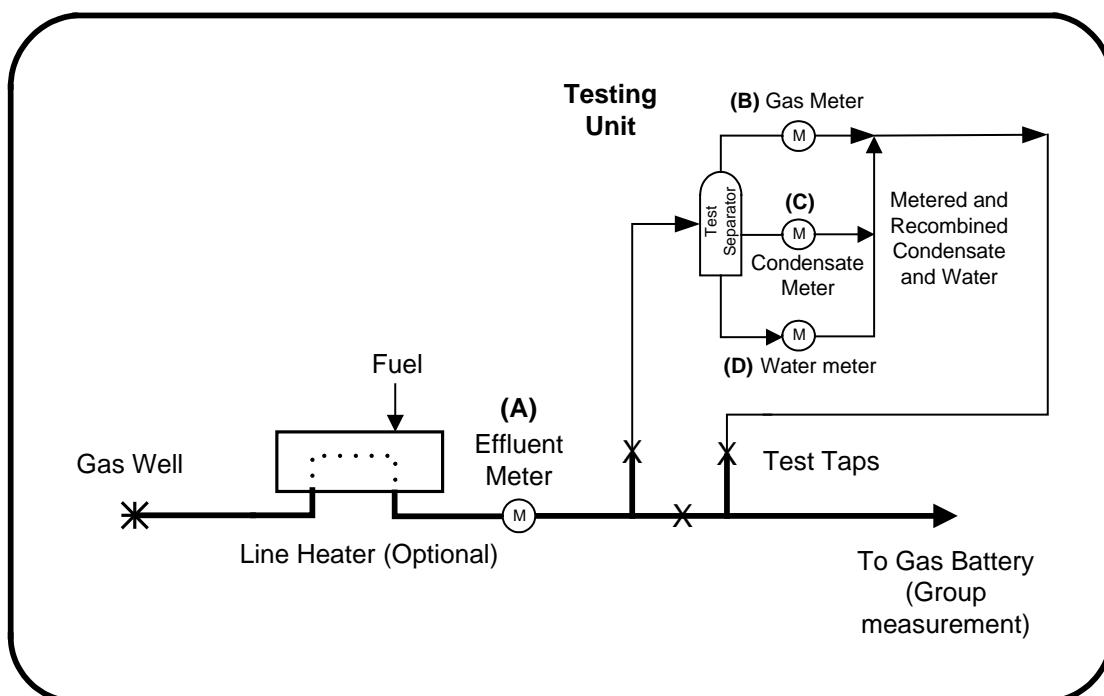 Testing
Unit
(B) Gas Meter
M
Test
Separator
(C)
M
Condensate
Meter
Metered and
Recombined
Condensate
and Water
M
(D) Water meter
Fuel
(A)
Effluent
Meter
Gas Well
M
X
X
X
Test Taps
Line Heater (Optional)
To Gas Battery
(Group
measurement)